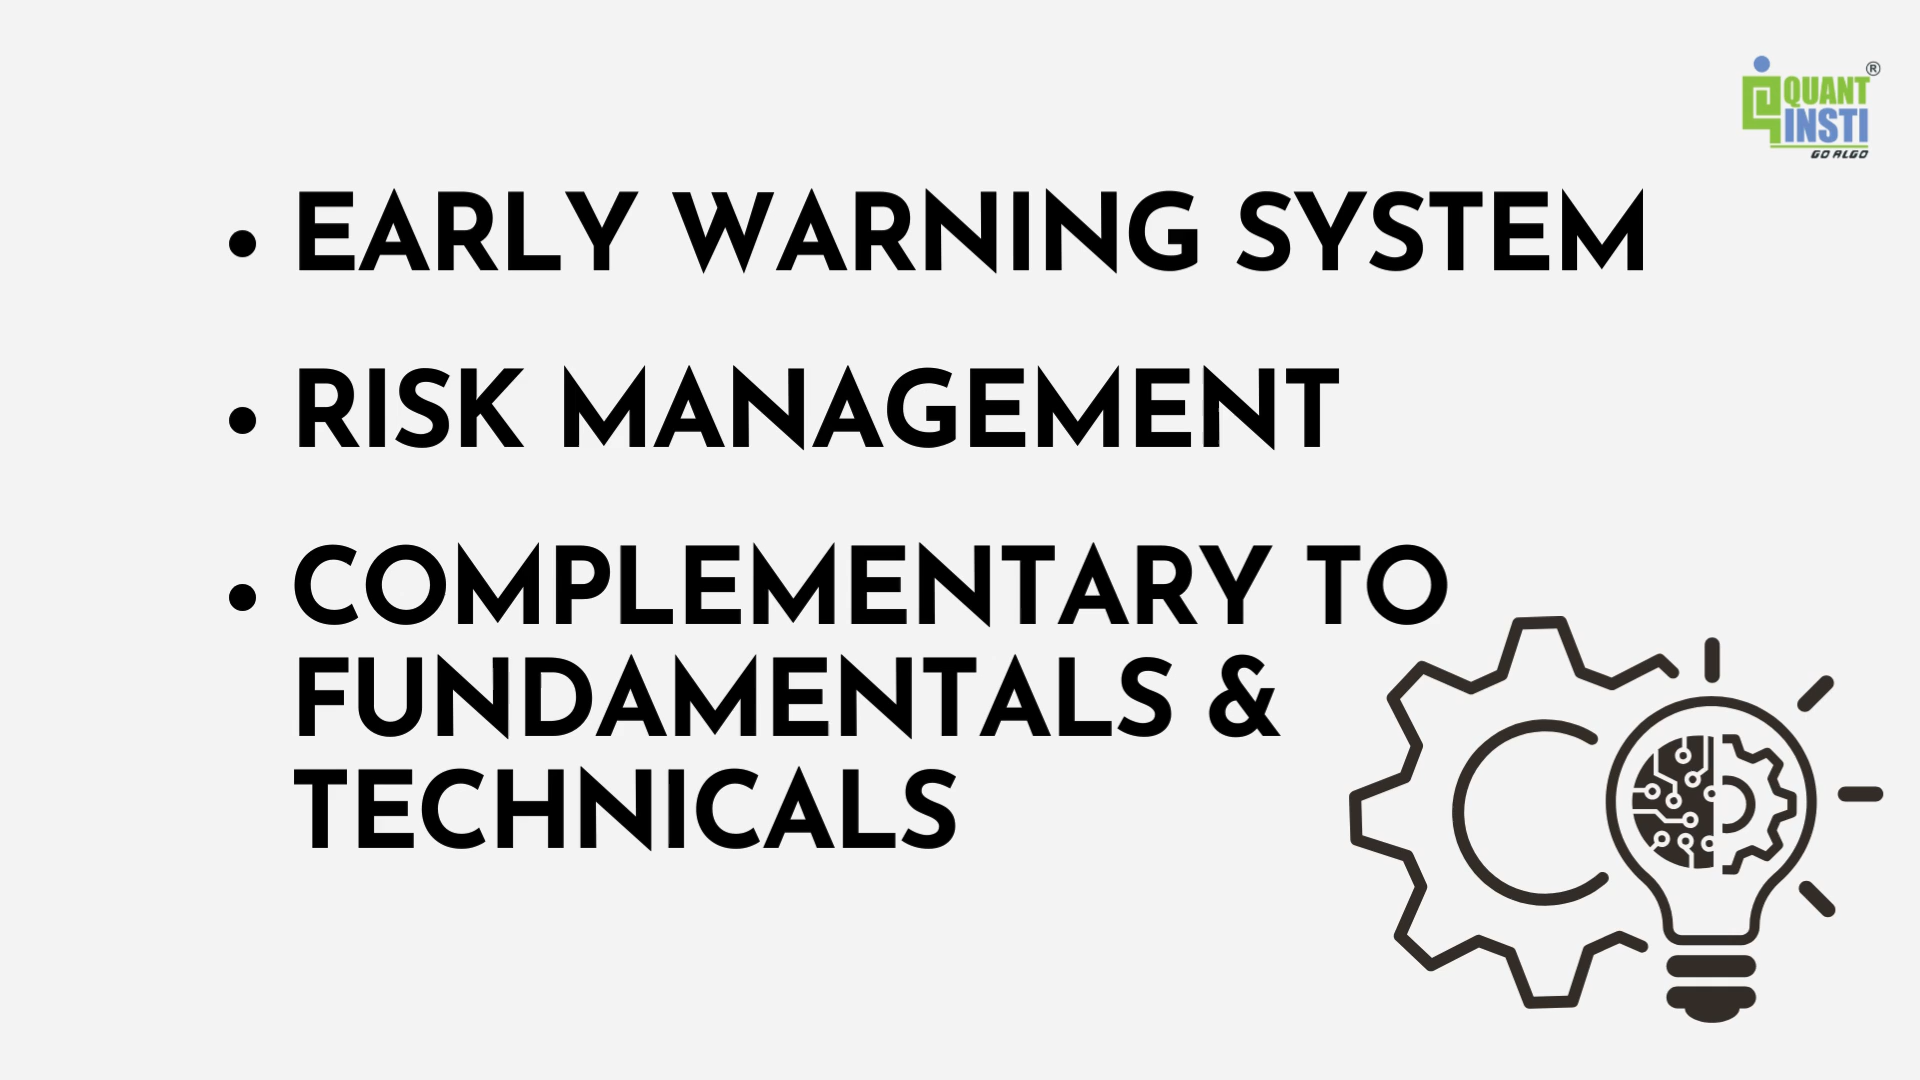 QUANT
INSTI
GO ALGO
®
• EARLY WARNING SYSTEM
• RISK MANAGEMENT
• COMPLEMENTARY TO
FUNDAMENTALS &
TECHNICALS